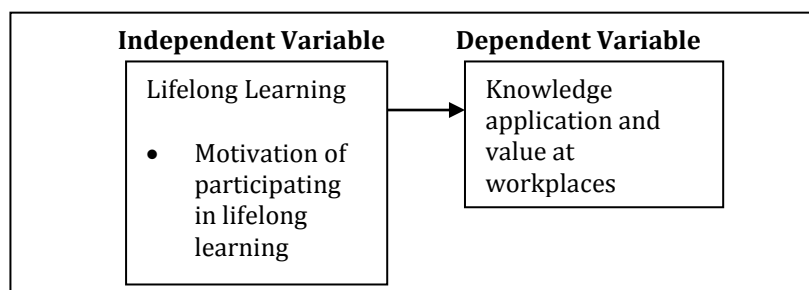 Independent Variable
Dependent Variable
Lifelong Learning
• Motivation of
participating
in lifelong
learning
Knowledge
application and
value at
workplaces